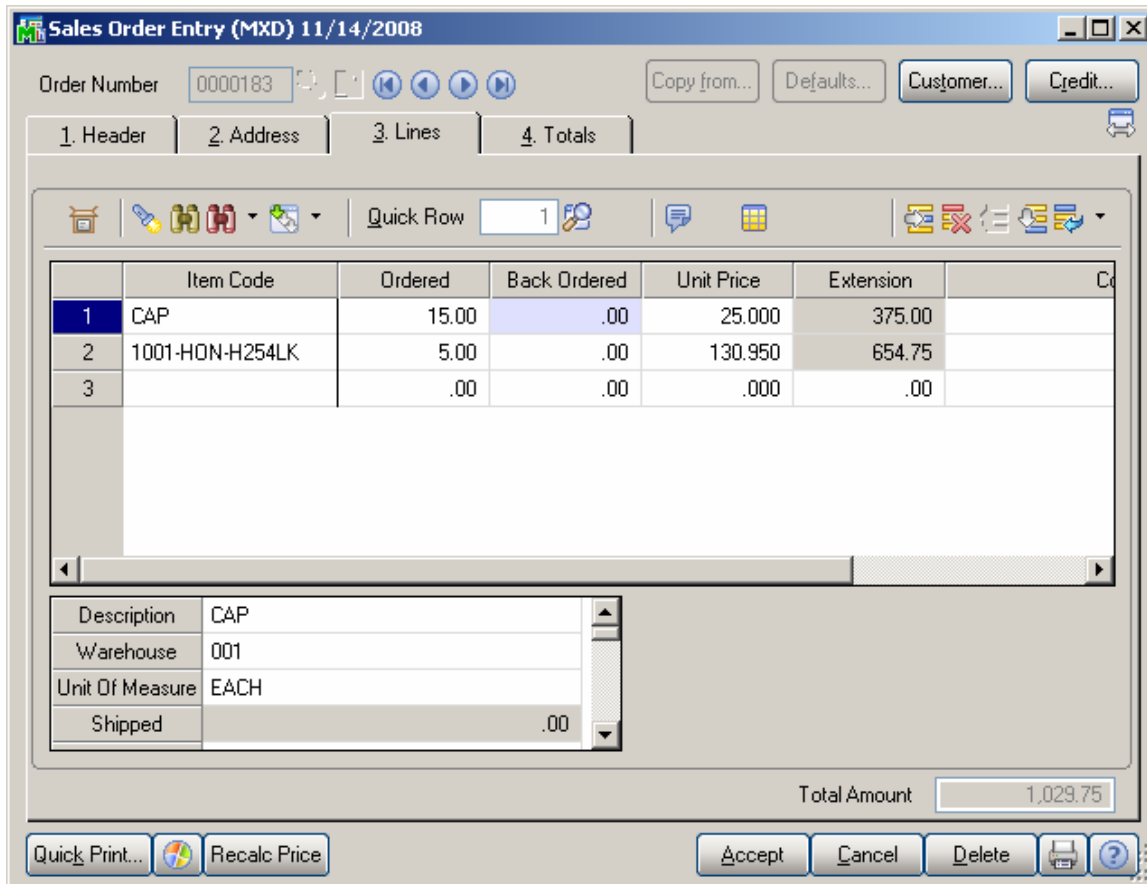 Sales Order Entry (MXD) 11/14/2008
Order Number 0000183 Copy from... Defaults... Customer... Credit...
1. Header 2. Address 3. Lines 4. Totals
Quick Row 1
Item Code Ordered Back Ordered Unit Price Extension
1 CAP 15.00 .00 25.000 375.00
2 1001-HON-H254LK 5.00 .00 130.950 654.75
3 .00 .00 .000 .00
Description CAP
Warehouse 001
Unit Of Measure EACH
Shipped .00
Total Amount 1,029.75
Quick Print... Recalc Price Accept Cancel Delete